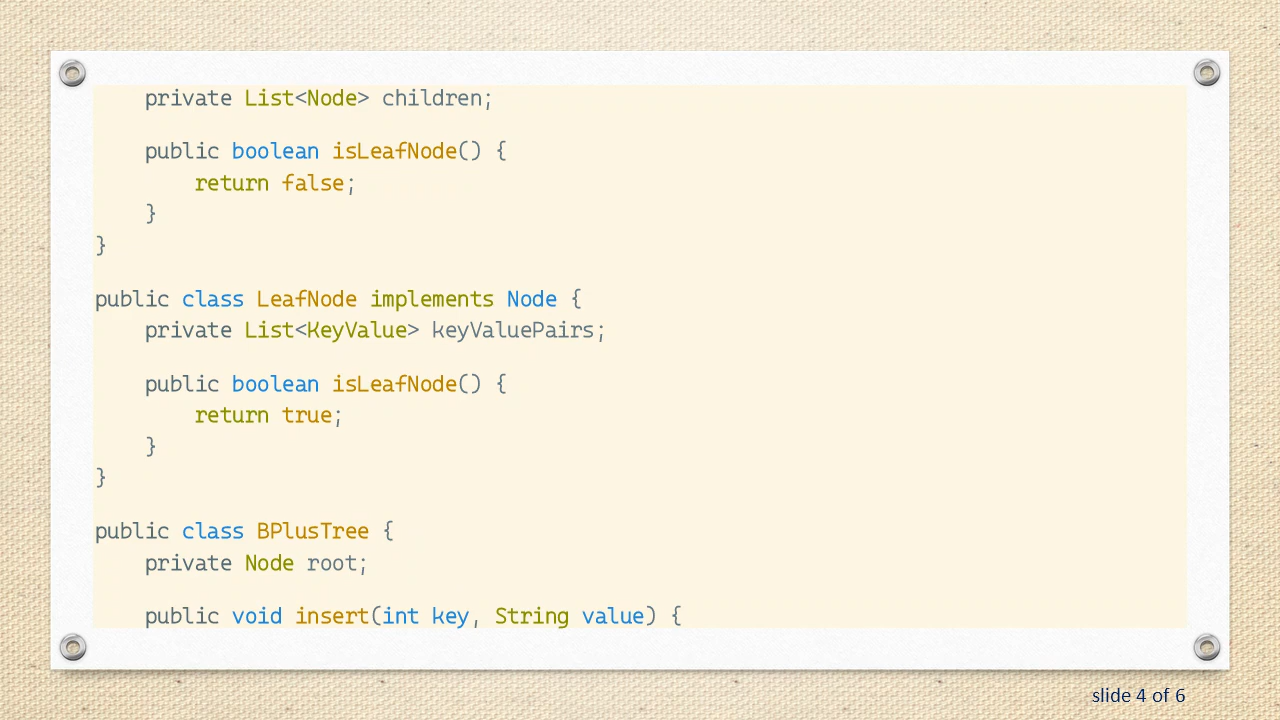 private List<Node> children;

    public boolean isLeafNode() {
        return false;
    }
}

public class LeafNode implements Node {
    private List<KeyValue> keyValuePairs;

    public boolean isLeafNode() {
        return true;
    }
}

public class BPlusTree {
    private Node root;

    public void insert(int key, String value) {
slide 4 of 6